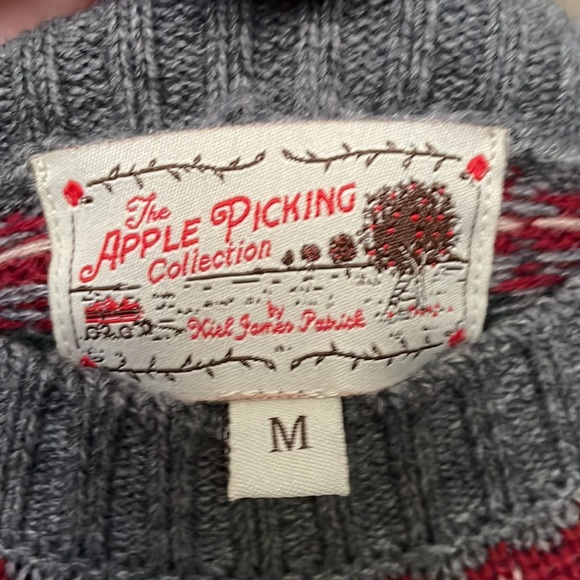 The
APPLE PICKING
Collection
by
Kiel James Patrick
M